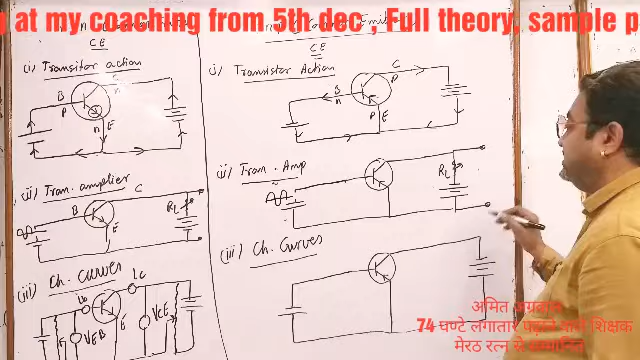 at my coaching from 5th dec , Full theory, sample p
CE
(i) Transistor action
C
B
P
n
n
E
(ii) Tran. amplier
C
B
E
RL
(iii) Ch. Curves
Ic
VEB
E
VCE
CE
(i) Transistor Action
C
B
n
P
P
E
(ii) Tran. Amp
RL
(iii) Ch. Curves
अमित अग्रवाल
74 घण्टे लगातार पढ़ाने वाले शिक्षक
मेरठ रत्न से सम्मानित